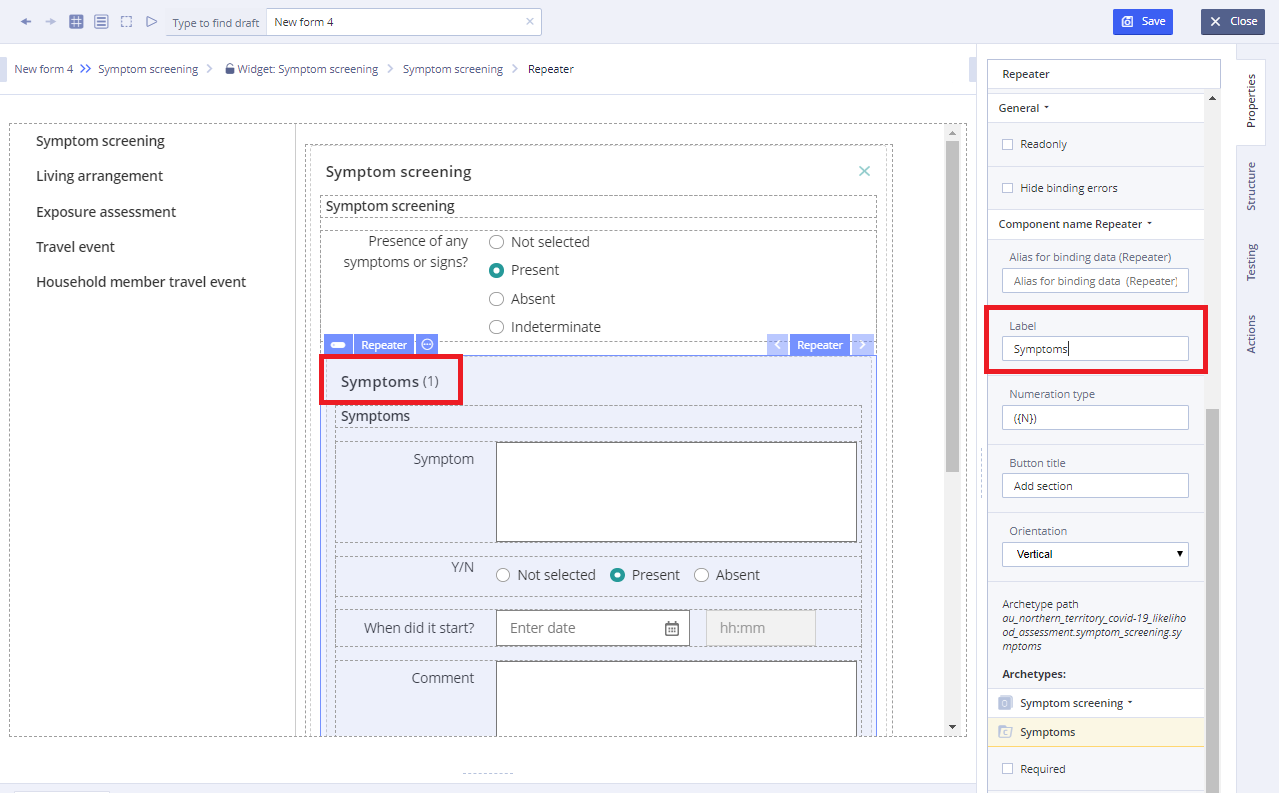 Type to find draft
New form 4
Save
Close
New form 4
Symptom screening
Widget: Symptom screening
Symptom screening
Repeater
Symptom screening
Living arrangement
Exposure assessment
Travel event
Household member travel event
Symptom screening
Symptom screening
Presence of any
symptoms or signs?
Not selected
Present
Absent
Indeterminate
Repeater
Repeater
Symptoms (1)
Symptoms
Symptom
Y/N
Not selected
Present
Absent
When did it start?
Enter date
hh:mm
Comment
Repeater
General
Readonly
Hide binding errors
Component name Repeater
Alias for binding data (Repeater)
Alias for binding data (Repeater)
Label
Symptoms
Numeration type
({N})
Button title
Add section
Orientation
Vertical
Archetype path
au_northern_territory_covid-19_likeliho
od_assessment.symptom_screening.sy
mptoms
Archetypes:
Symptom screening
Symptoms
Required
Properties
Structure
Testing
Actions